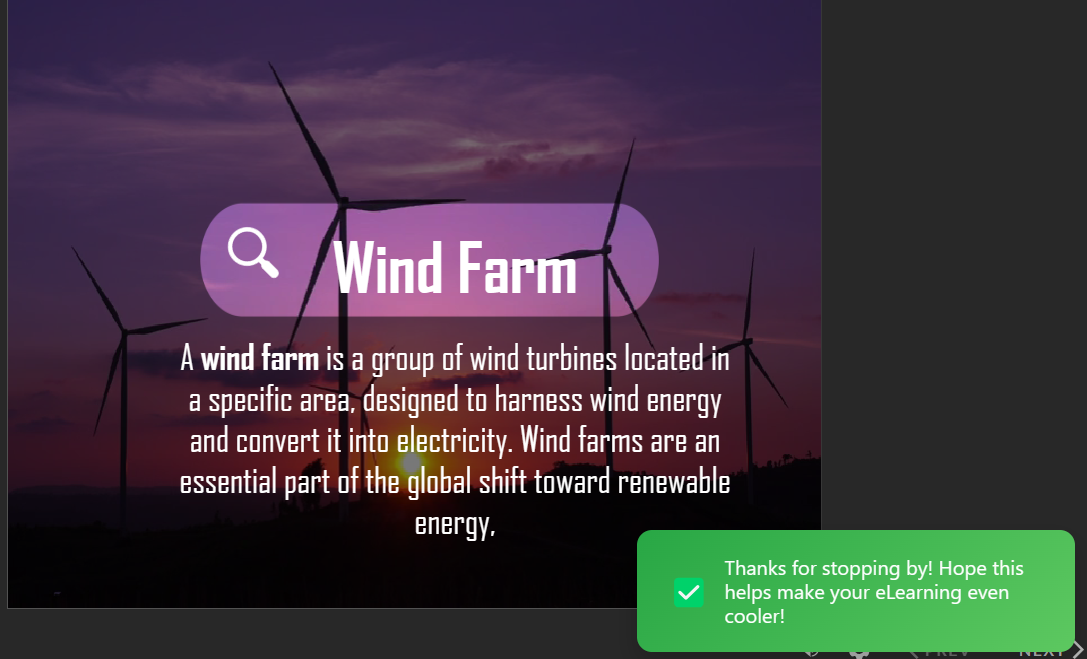 Wind Farm
A wind farm is a group of wind turbines located in
a specific area, designed to harness wind energy
and convert it into electricity. Wind farms are an
essential part of the global shift toward renewable
energy,
Thanks for stopping by! Hope this
helps make your eLearning even
cooler!
PREV
NEXT